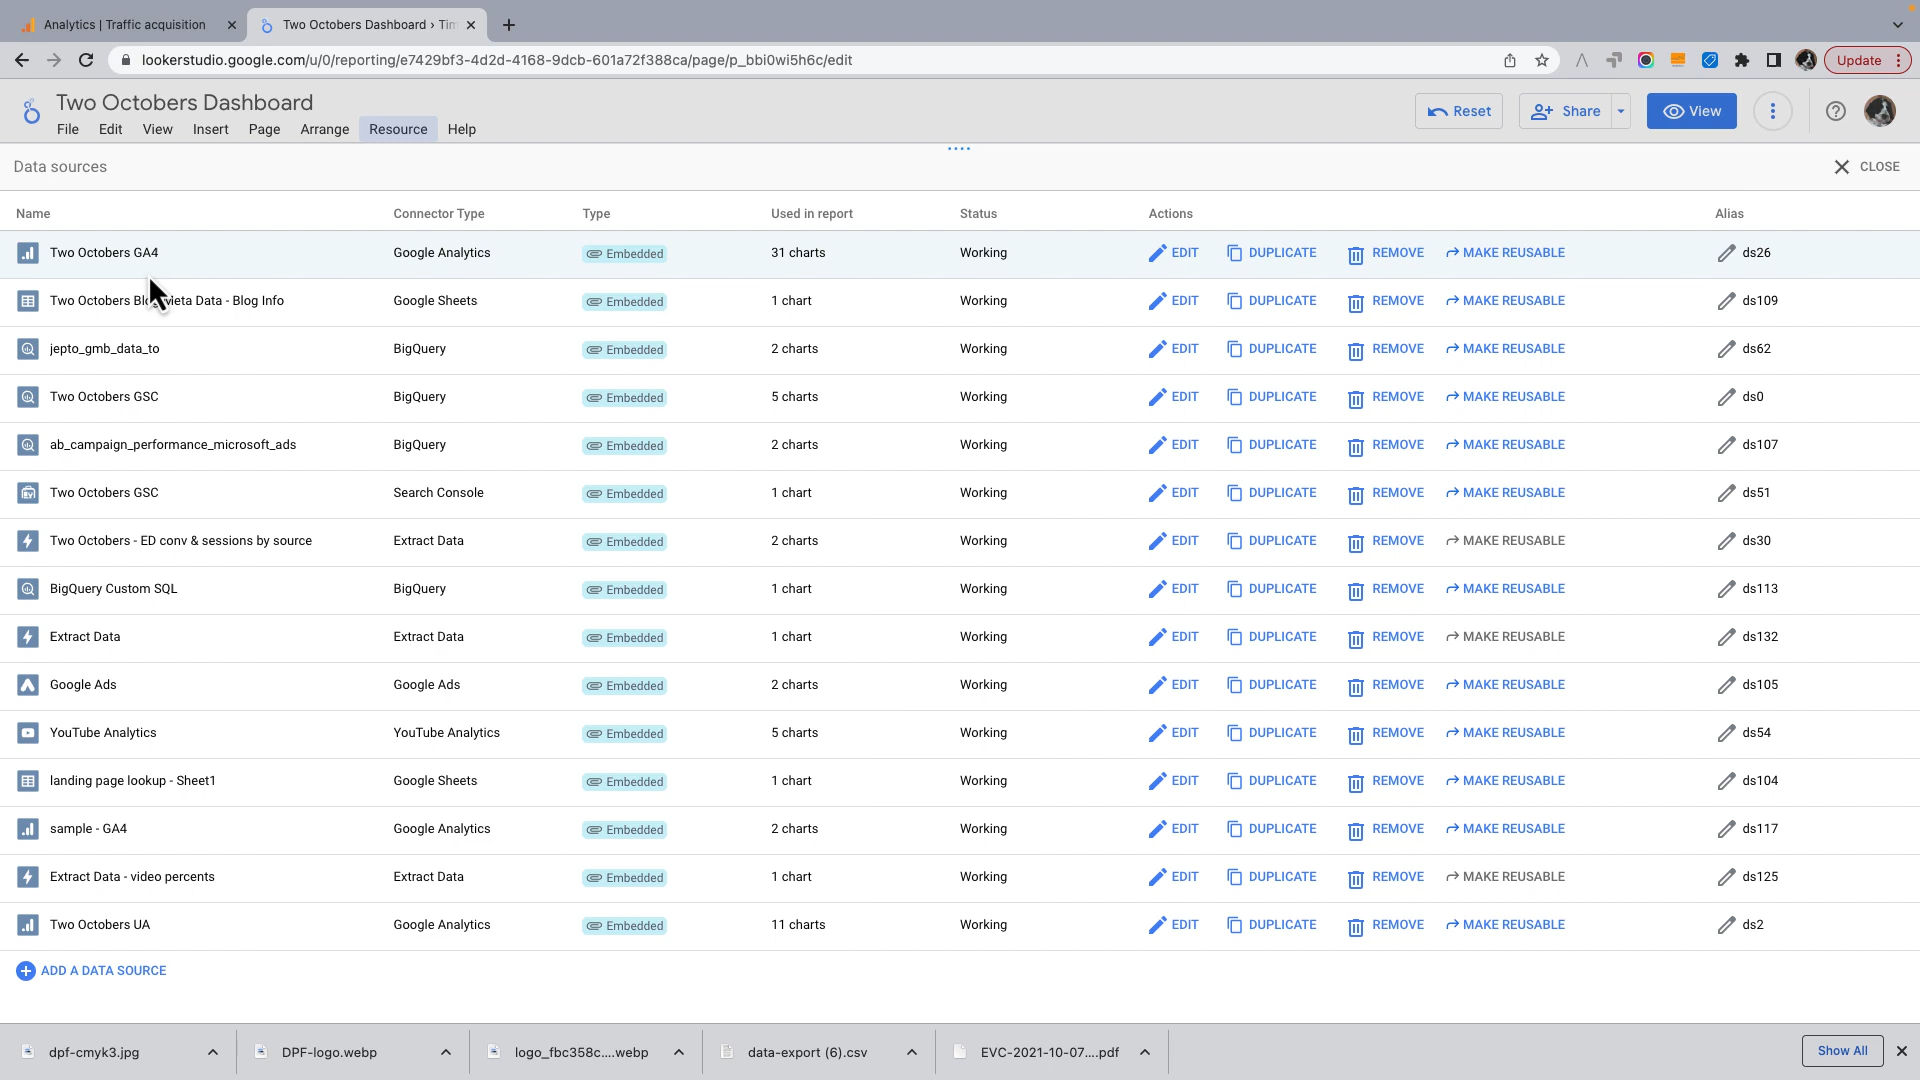 Analytics | Traffic acquisition
Two Octobers Dashboard › Tim
lookerstudio.google.com/u/0/reporting/e7429bf3-4d2d-4168-9dcb-601a72f388ca/page/p_bbi0wi5h6c/edit
Update
Two Octobers Dashboard
File Edit View Insert Page Arrange Resource Help
Reset Share View
Data sources CLOSE
Name Connector Type Type Used in report Status Actions Alias
Two Octobers GA4 Google Analytics Embedded 31 charts Working EDIT DUPLICATE REMOVE MAKE REUSABLE ds26
Two Octobers Data - Blog Info Google Sheets Embedded 1 chart Working EDIT DUPLICATE REMOVE MAKE REUSABLE ds109
jepto_gmb_data_to BigQuery Embedded 2 charts Working EDIT DUPLICATE REMOVE MAKE REUSABLE ds62
Two Octobers GSC BigQuery Embedded 5 charts Working EDIT DUPLICATE REMOVE MAKE REUSABLE ds0
ab_campaign_performance_microsoft_ads BigQuery Embedded 2 charts Working EDIT DUPLICATE REMOVE MAKE REUSABLE ds107
Two Octobers GSC Search Console Embedded 1 chart Working EDIT DUPLICATE REMOVE MAKE REUSABLE ds51
Two Octobers - ED conv & sessions by source Extract Data Embedded 2 charts Working EDIT DUPLICATE REMOVE MAKE REUSABLE ds30
BigQuery Custom SQL BigQuery Embedded 1 chart Working EDIT DUPLICATE REMOVE MAKE REUSABLE ds113
Extract Data Extract Data Embedded 1 chart Working EDIT DUPLICATE REMOVE MAKE REUSABLE ds132
Google Ads Google Ads Embedded 2 charts Working EDIT DUPLICATE REMOVE MAKE REUSABLE ds105
YouTube Analytics YouTube Analytics Embedded 5 charts Working EDIT DUPLICATE REMOVE MAKE REUSABLE ds54
landing page lookup - Sheet1 Google Sheets Embedded 1 chart Working EDIT DUPLICATE REMOVE MAKE REUSABLE ds104
sample - GA4 Google Analytics Embedded 2 charts Working EDIT DUPLICATE REMOVE MAKE REUSABLE ds117
Extract Data - video percents Extract Data Embedded 1 chart Working EDIT DUPLICATE REMOVE MAKE REUSABLE ds125
Two Octobers UA Google Analytics Embedded 11 charts Working EDIT DUPLICATE REMOVE MAKE REUSABLE ds2
ADD A DATA SOURCE
dpf-cmyk3.jpg DPF-logo.webp logo_fbc358c....webp data-export (6).csv EVC-2021-10-07....pdf Show All